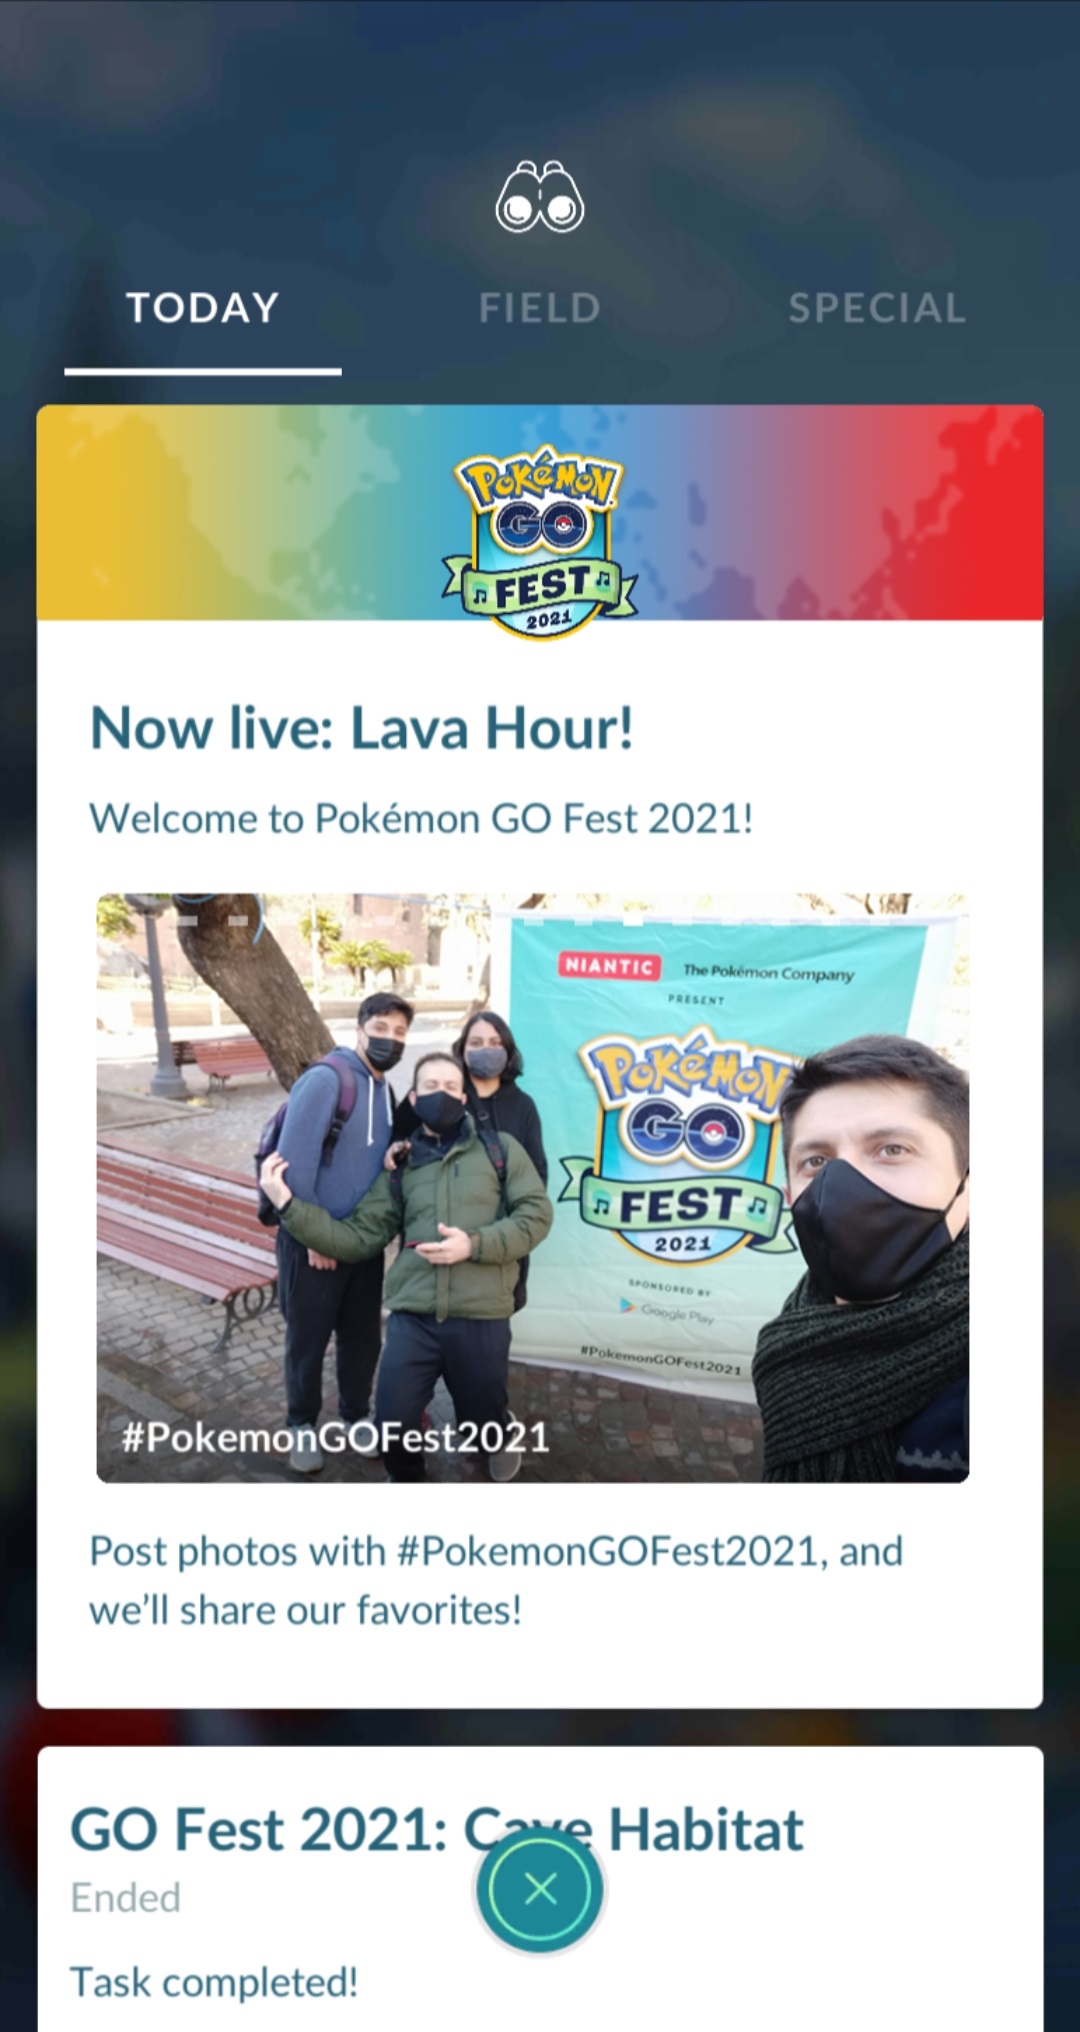 TODAY
FIELD
SPECIAL
POKéMON
GO
FEST
2021
Now live: Lava Hour!
Welcome to Pokémon GO Fest 2021!
NIANTIC The Pokémon Company
PRESENT
POKéMON
GO
FEST
2021
SPONSORED BY
Google Play
#PokemonGOFest2021
#PokemonGOFest2021
Post photos with #PokemonGOFest2021, and
we’ll share our favorites!
GO Fest 2021: Cave Habitat
Ended
Task completed!